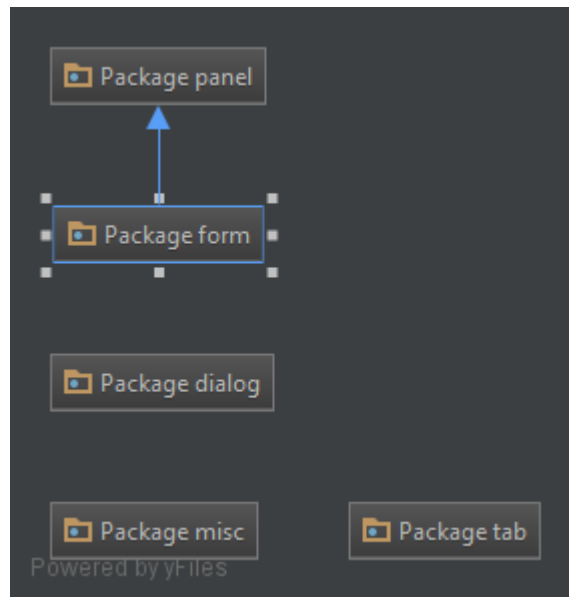 Package panel
Package form
Package dialog
Package misc
Package tab
Powered by yFiles